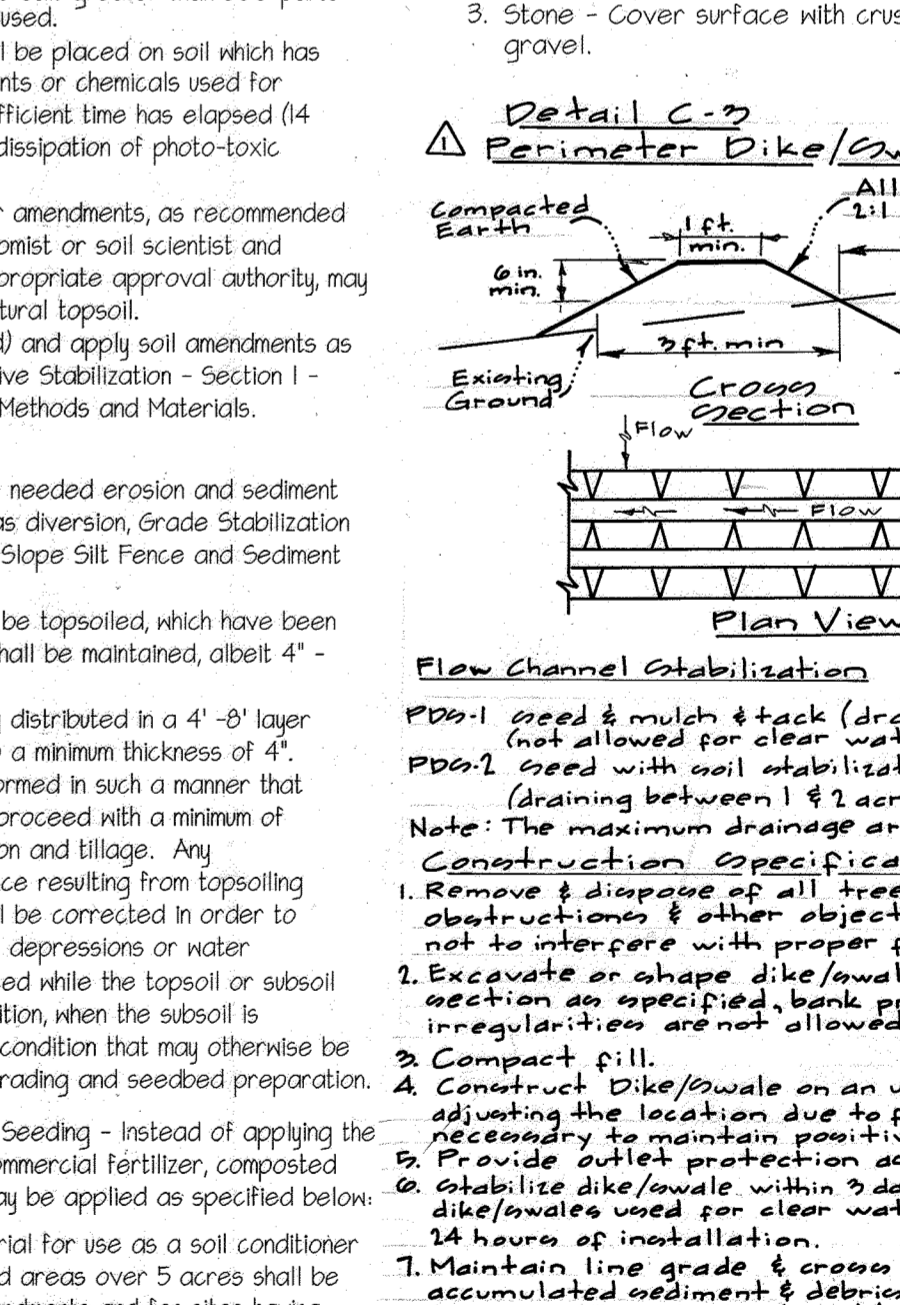 used.
l be placed on soil which has
nts or chemicals used for
fficient time has elapsed (14
dissipation of photo-toxic
r amendments, as recommended
omist or soil scientist and
propriate approval authority, may
tural topsoil.
d) and apply soil amendments as
ive Stabilization - Section I -
Methods and Materials.
needed erosion and sediment
as diversion, Grade Stabilization
Slope Silt Fence and Sediment
be topsoiled, which have been
hall be maintained, albeit 4" -
distributed in a 4' -8' layer
a minimum thickness of 4".
ormed in such a manner that
proceed with a minimum of
on and tillage. Any
ce resulting from topsoiling
l be corrected in order to
depressions or water
ed while the topsoil or subsoil
ition, when the subsoil is
condition that may otherwise be
rading and seedbed preparation.
Seeding - Instead of applying the
ommercial fertilizer, composted
ay be applied as specified below:
rial for use as a soil conditioner
d areas over 5 acres shall be
3. Stone - Cover surface with crus
gravel.
Detail C-3
1 Perimeter Dike/Sw
Compacted
Earth
1 ft.
min.
All
2:1
6 in.
min.
3 ft. min
Existing
Ground
Cross
Section
Flow
Flow
Plan View
Flow Channel Stabilization
PDS-1 Seed & mulch & tack (dra
(not allowed for clear wat
PDS-2 Seed with soil stabilizat
(draining between 1 & 2 acr
Note: The maximum drainage ar
Construction Specifica
1. Remove & dispose of all tree
obstructions & other object
not to interfere with proper f
2. Excavate or shape dike/swal
section as specified, bank pr
irregularities are not allowed
3. Compact fill.
4. Construct Dike/Swale on an u
adjusting the location due to f
necessary to maintain positiv
5. Provide outlet protection as
6. Stabilize dike/swale within 3 da
dike/swales used for clear wat
24 hours of installation.
7. Maintain line grade & cross
accumulated sediment & debris